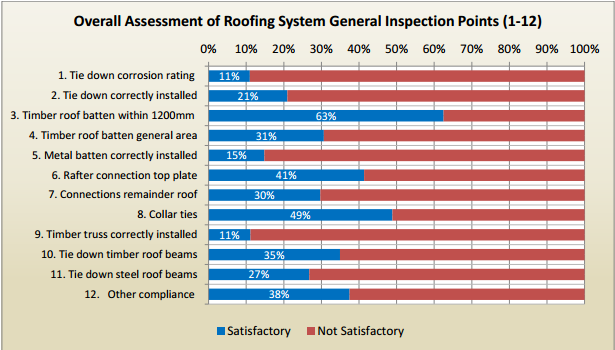 Overall Assessment of Roofing System General Inspection Points (1-12)
0% 10% 20% 30% 40% 50% 60% 70% 80% 90% 100%
1. Tie down corrosion rating 11%
2. Tie down correctly installed 21%
3. Timber roof batten within 1200mm 63%
4. Timber roof batten general area 31%
5. Metal batten correctly installed 15%
6. Rafter connection top plate 41%
7. Connections remainder roof 30%
8. Collar ties 49%
9. Timber truss correctly installed 11%
10. Tie down timber roof beams 35%
11. Tie down steel roof beams 27%
12. Other compliance 38%
Satisfactory Not Satisfactory